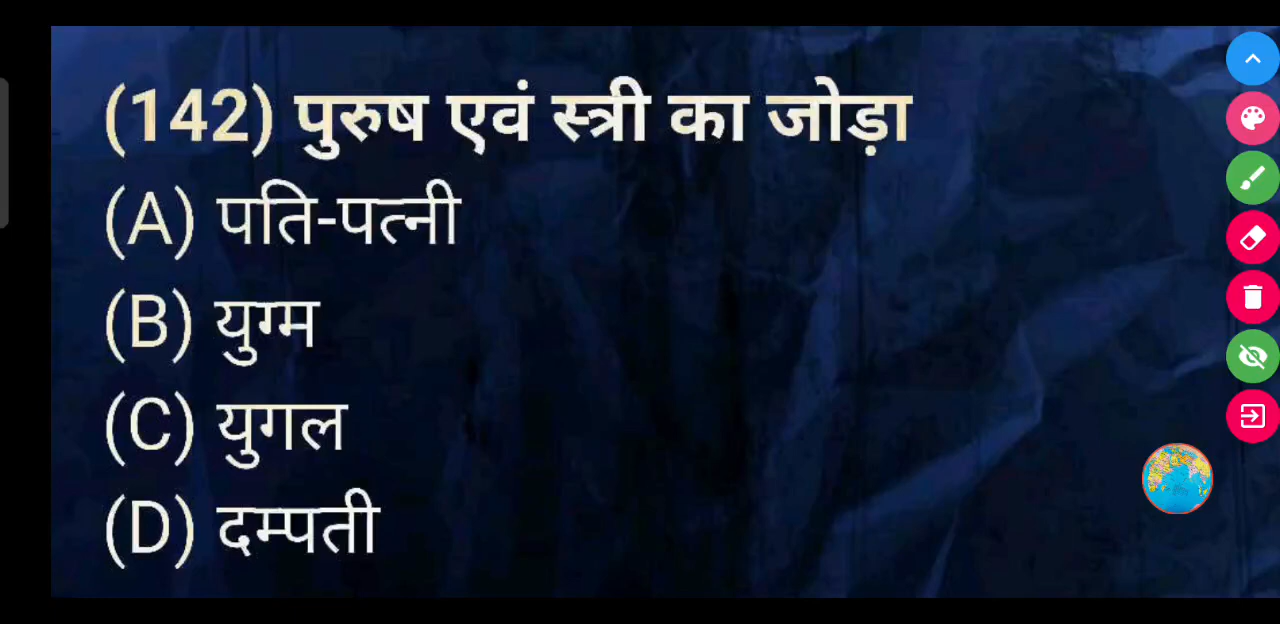 (142) पुरुष एवं स्त्री का जोड़ा
(A) पति-पत्नी
(B) युग्म
(C) युगल
(D) दम्पती